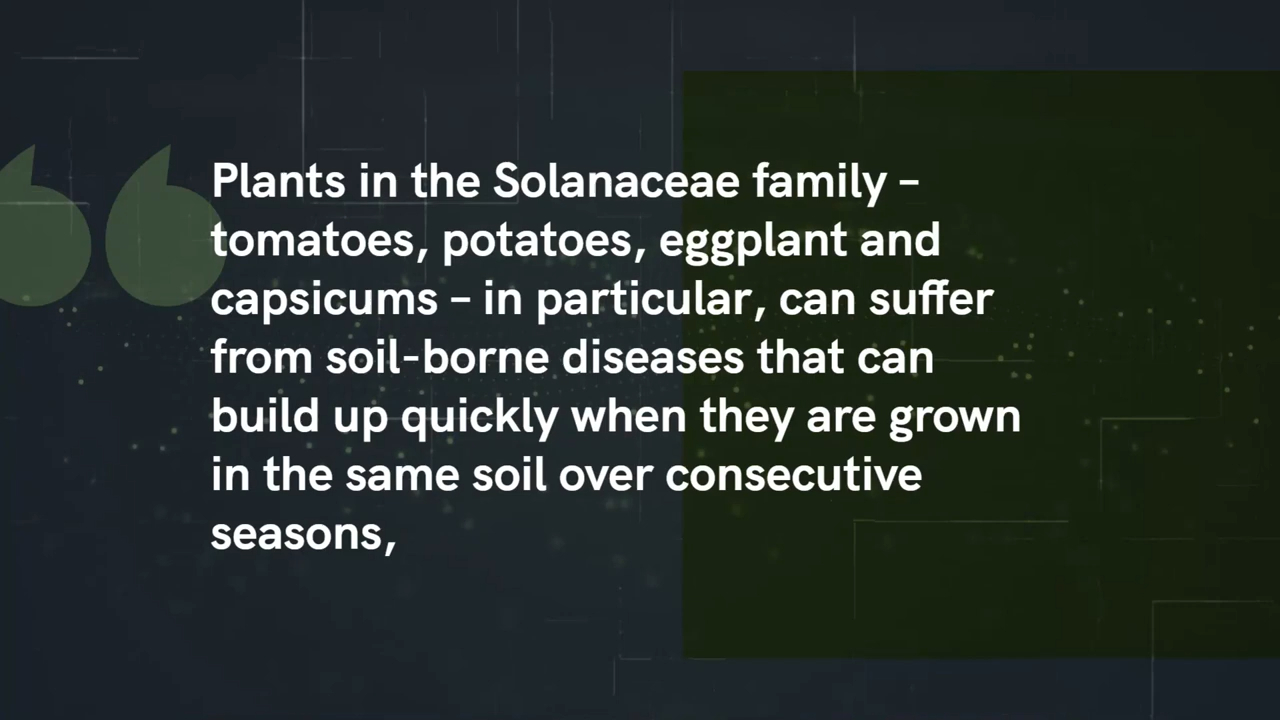 Plants in the Solanaceae family –
tomatoes, potatoes, eggplant and
capsicums – in particular, can suffer
from soil-borne diseases that can
build up quickly when they are grown
in the same soil over consecutive
seasons,